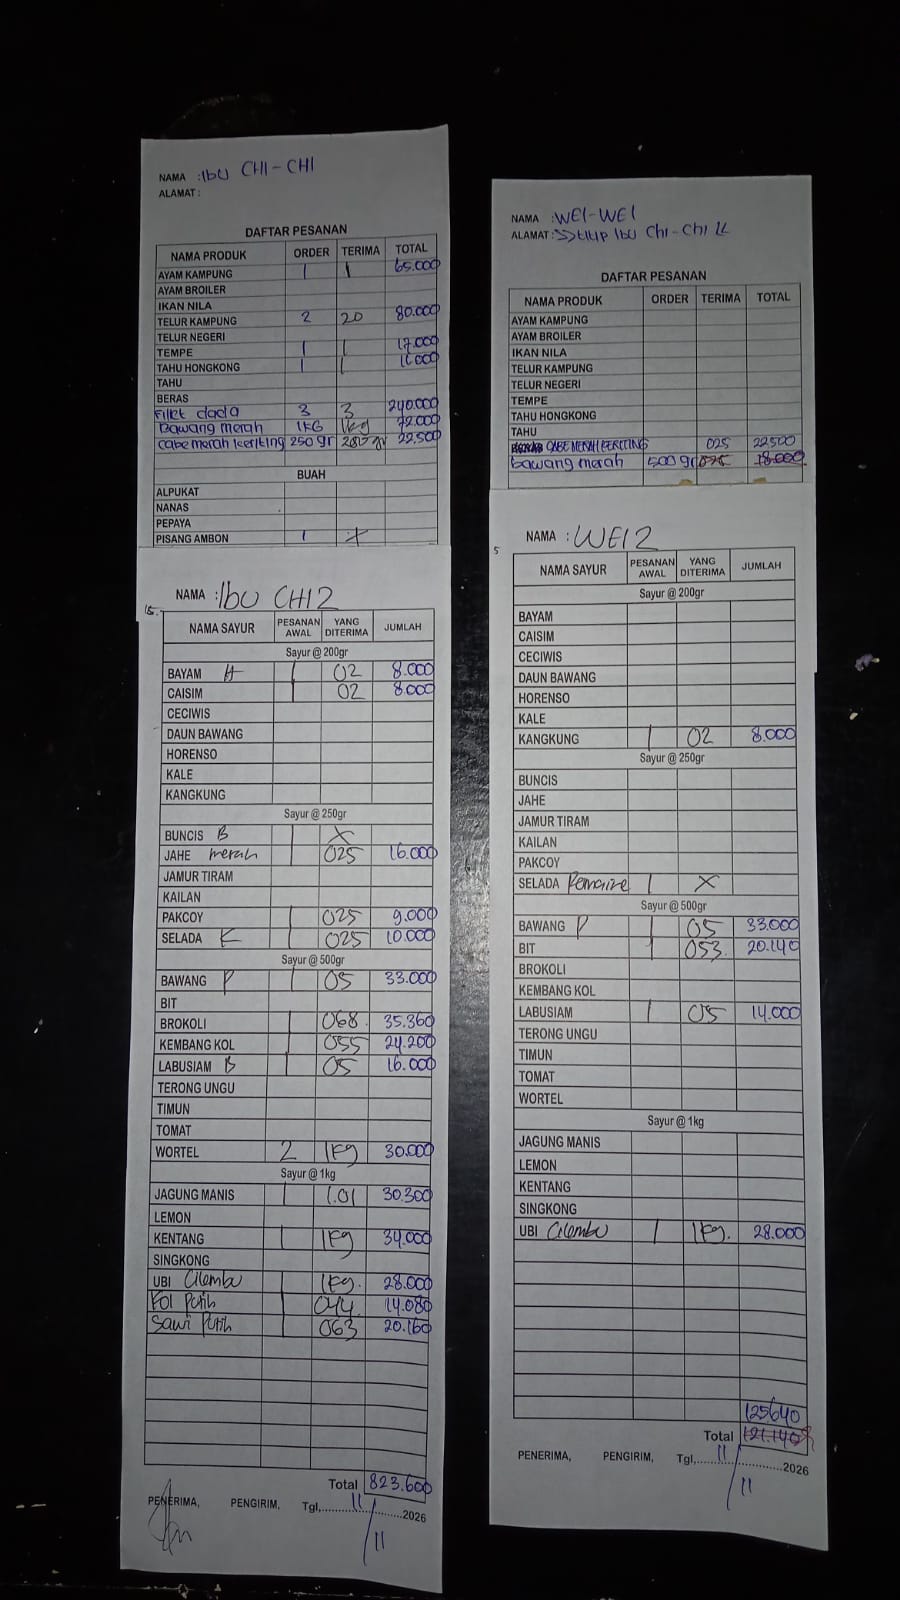 NAMA : Ibu CHI-CHI
ALAMAT :
DAFTAR PESANAN
NAMA PRODUK ORDER TERIMA TOTAL
AYAM KAMPUNG 1 1 65.000
AYAM BROILER
IKAN NILA
TELUR KAMPUNG 2 20 80.000
TELUR NEGERI
TEMPE 1 1 17.000
TAHU HONGKONG 1 1 11.000
TAHU
BERAS
Fillet dada 3 3 240.000
Bawang merah 1KG 1kg 72.000
cabe merah keriting 250 gr 250 gr 22.500
BUAH
ALPUKAT
NANAS
PEPAYA
PISANG AMBON 1 X
NAMA : Ibu CHI 2
15.
NAMA SAYUR PESANAN AWAL YANG DITERIMA JUMLAH
Sayur @ 200gr
BAYAM H 1 02 8.000
CAISIM 1 02 8.000
CECIWIS
DAUN BAWANG
HORENSO
KALE
KANGKUNG
Sayur @ 250gr
BUNCIS B 1 X
JAHE merah 1 025 16.000
JAMUR TIRAM
KAILAN
PAKCOY 1 025 9.000
SELADA K 1 025 10.000
Sayur @ 500gr
BAWANG P 1 05 33.000
BIT
BROKOLI 1 068 35.360
KEMBANG KOL 1 055 24.200
LABUSIAM B 1 05 16.000
TERONG UNGU
TIMUN
TOMAT
WORTEL 2 1kg 30.000
Sayur @ 1kg
JAGUNG MANIS 1 1.01 30.300
LEMON
KENTANG 1 1kg 34.000
SINGKONG
UBI Cilembu 1 1kg. 28.000
Kol Putih 1 044 14.080
Sawi Putih 1 063 20.160
Total 823.600
PENERIMA, PENGIRIM, Tgl,..........2026
11/11
NAMA : WEI-WEI
ALAMAT : >>titip Ibu Chi-Chi
DAFTAR PESANAN
NAMA PRODUK ORDER TERIMA TOTAL
AYAM KAMPUNG
AYAM BROILER
IKAN NILA
TELUR KAMPUNG
TELUR NEGERI
TEMPE
TAHU HONGKONG
TAHU
CABE MERAH KERITING 025 22.500
bawang merah 500 gr 18.000
NAMA : WEI 2
5
NAMA SAYUR PESANAN AWAL YANG DITERIMA JUMLAH
Sayur @ 200gr
BAYAM
CAISIM
CECIWIS
DAUN BAWANG
HORENSO
KALE
KANGKUNG 1 02 8.000
Sayur @ 250gr
BUNCIS
JAHE
JAMUR TIRAM
KAILAN
PAKCOY
SELADA Romaine 1 X
Sayur @ 500gr
BAWANG P 1 05 33.000
BIT 1 053. 20.140
BROKOLI
KEMBANG KOL
LABUSIAM 1 05 14.000
TERONG UNGU
TIMUN
TOMAT
WORTEL
Sayur @ 1kg
JAGUNG MANIS
LEMON
KENTANG
SINGKONG
UBI Cilembu 1 1kg. 28.000
125640
Total 121.140
PENERIMA, PENGIRIM, Tgl,..........2026
11/11